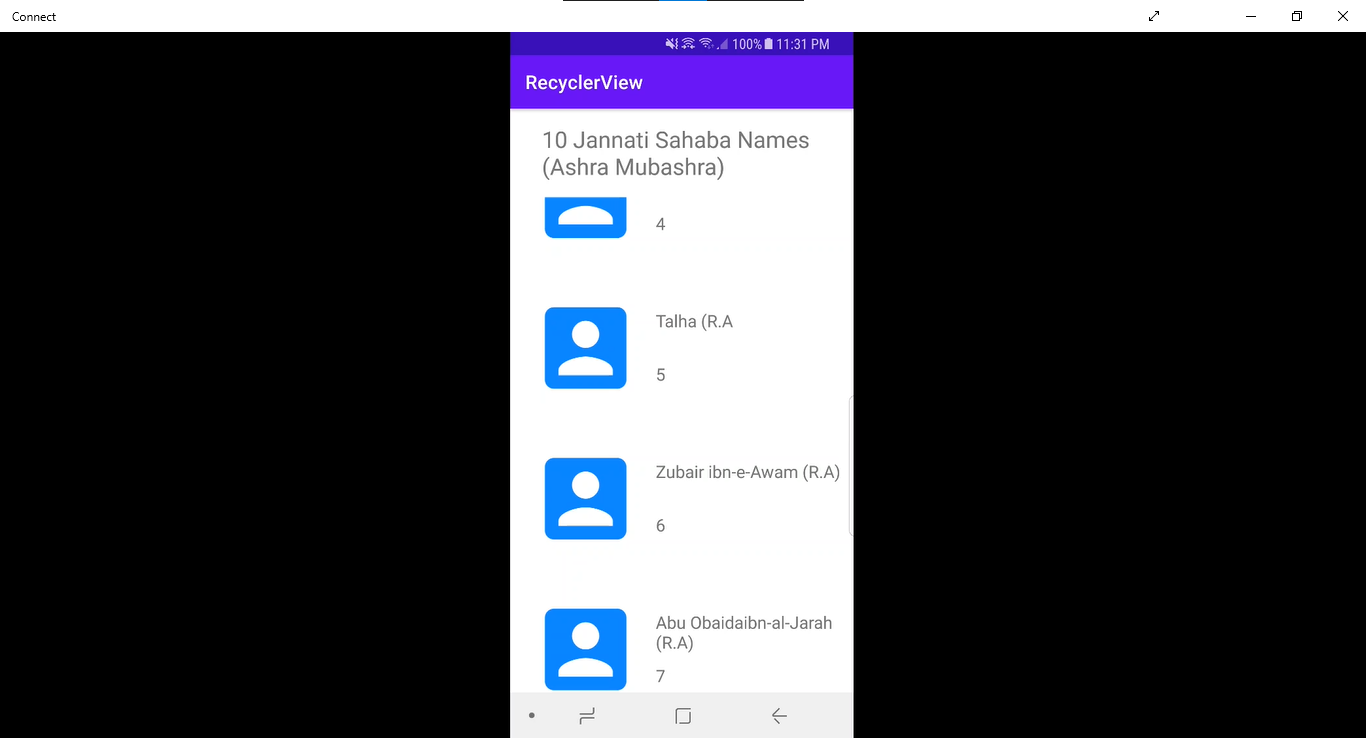 Connect
100% 11:31 PM
RecyclerView
10 Jannati Sahaba Names
(Ashra Mubashra)
4
Talha (R.A
5
Zubair ibn-e-Awam (R.A)
6
Abu Obaidaibn-al-Jarah
(R.A)
7